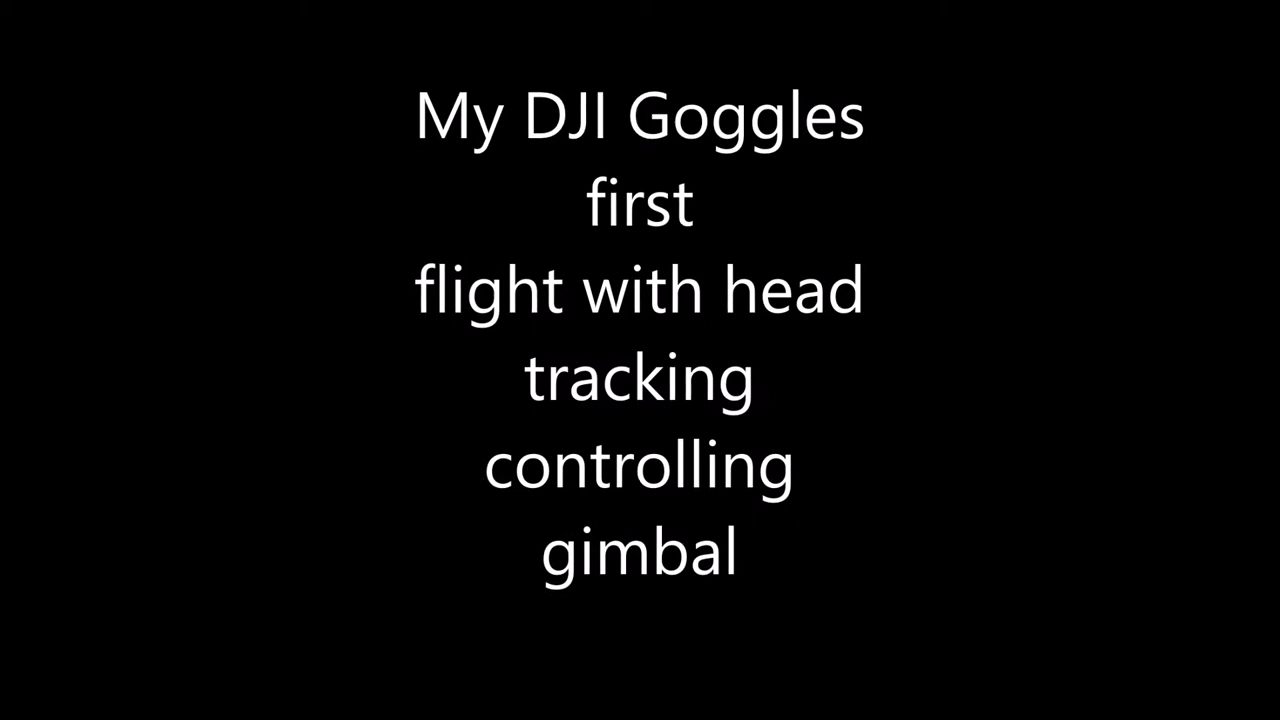 My DJI Goggles
first
flight with head
tracking
controlling
gimbal